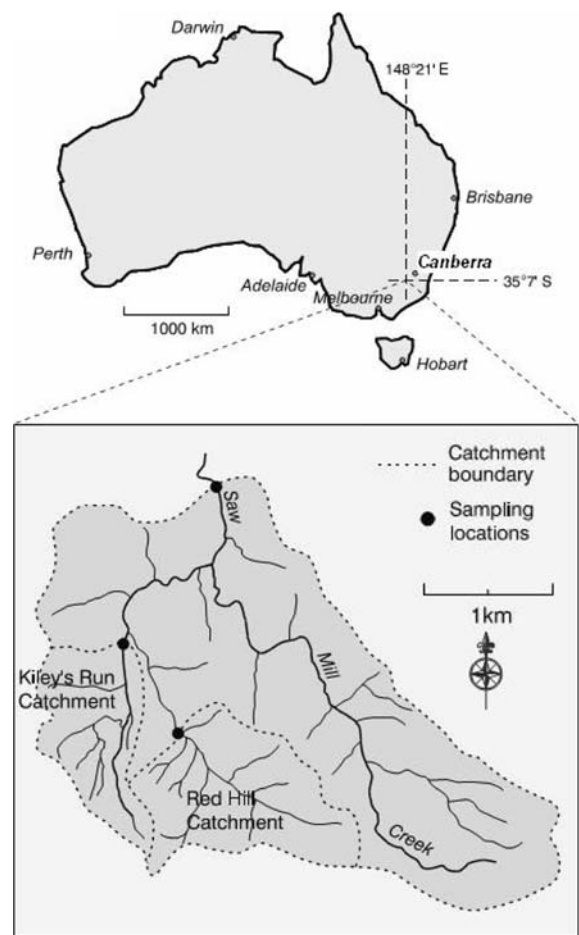 Darwin
148°21' E
Brisbane
Perth
Canberra
Adelaide
35°7' S
Melbourne
1000 km
Hobart
Catchment
boundary
Saw
Sampling
locations
1km
Kiley's Run
Catchment
Mill
Red Hill
Catchment
Creek